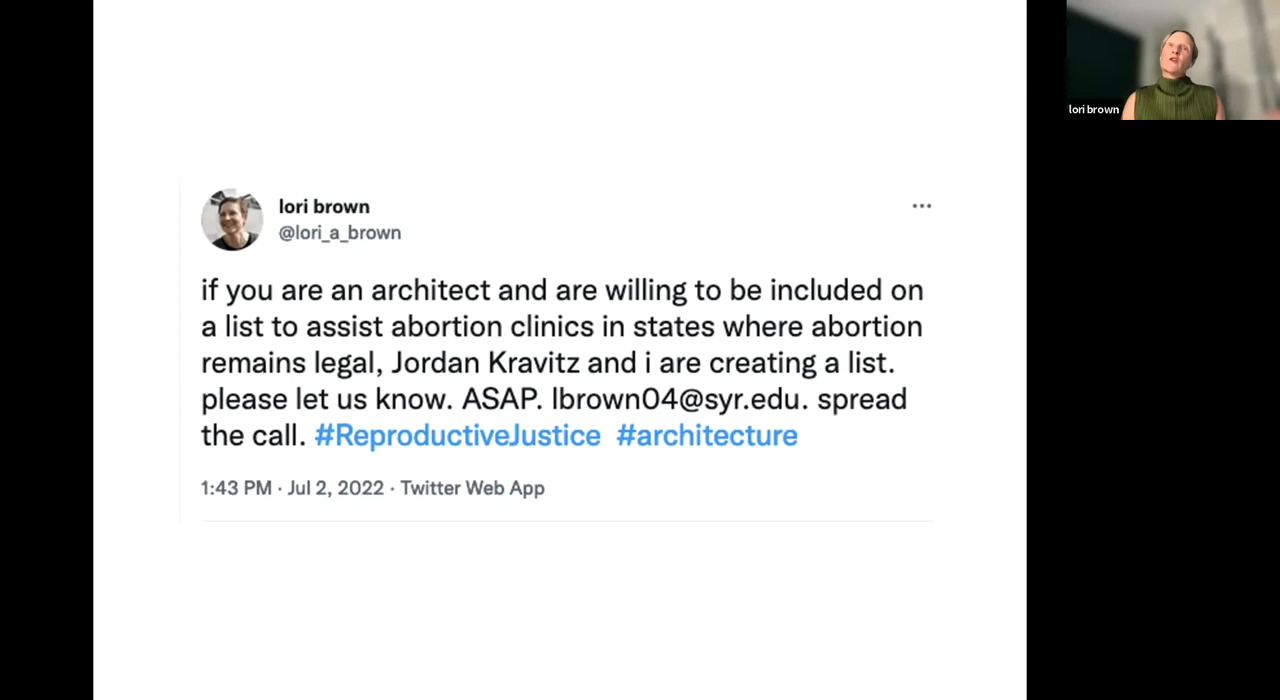 lori brown
@lori_a_brown
if you are an architect and are willing to be included on
a list to assist abortion clinics in states where abortion
remains legal, Jordan Kravitz and i are creating a list.
please let us know. ASAP. lbrown04@syr.edu. spread
the call. #ReproductiveJustice #architecture
1:43 PM · Jul 2, 2022 · Twitter Web App
lori brown